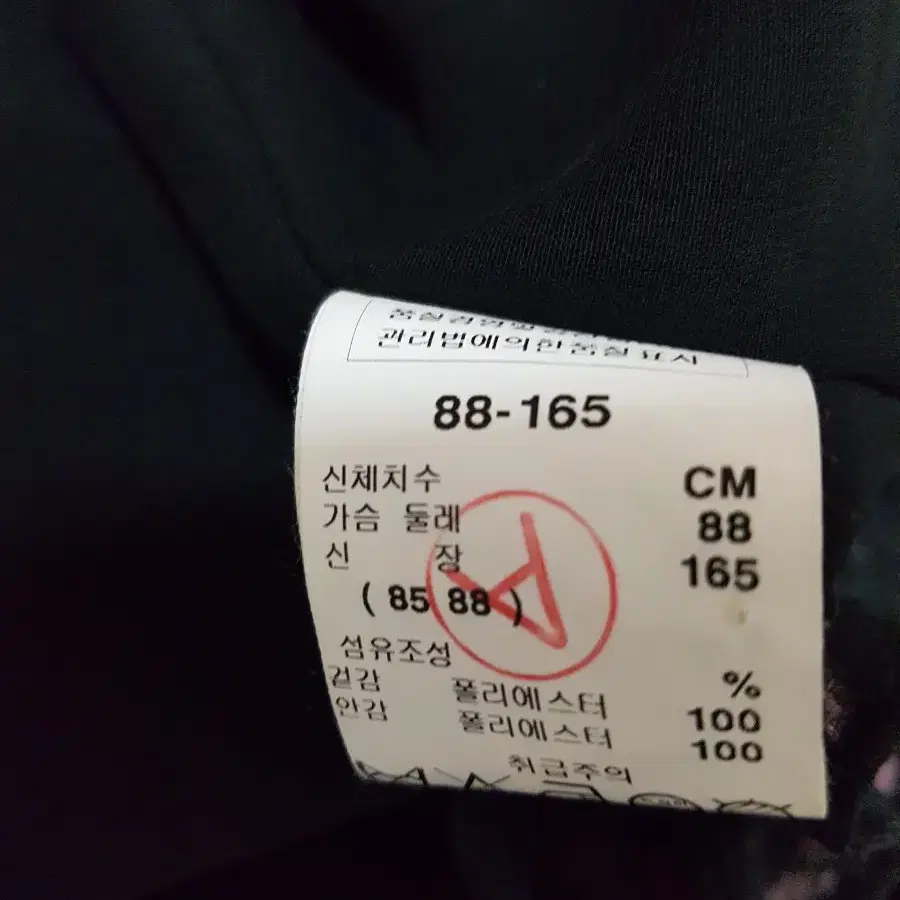 관리법에의한품질표시
88-165
신체치수 CM
가슴 둘레 88
신 장 165
( 85 88 )
A
섬유조성 %
겉감 폴리에스터 100
안감 폴리에스터 100
취급주의